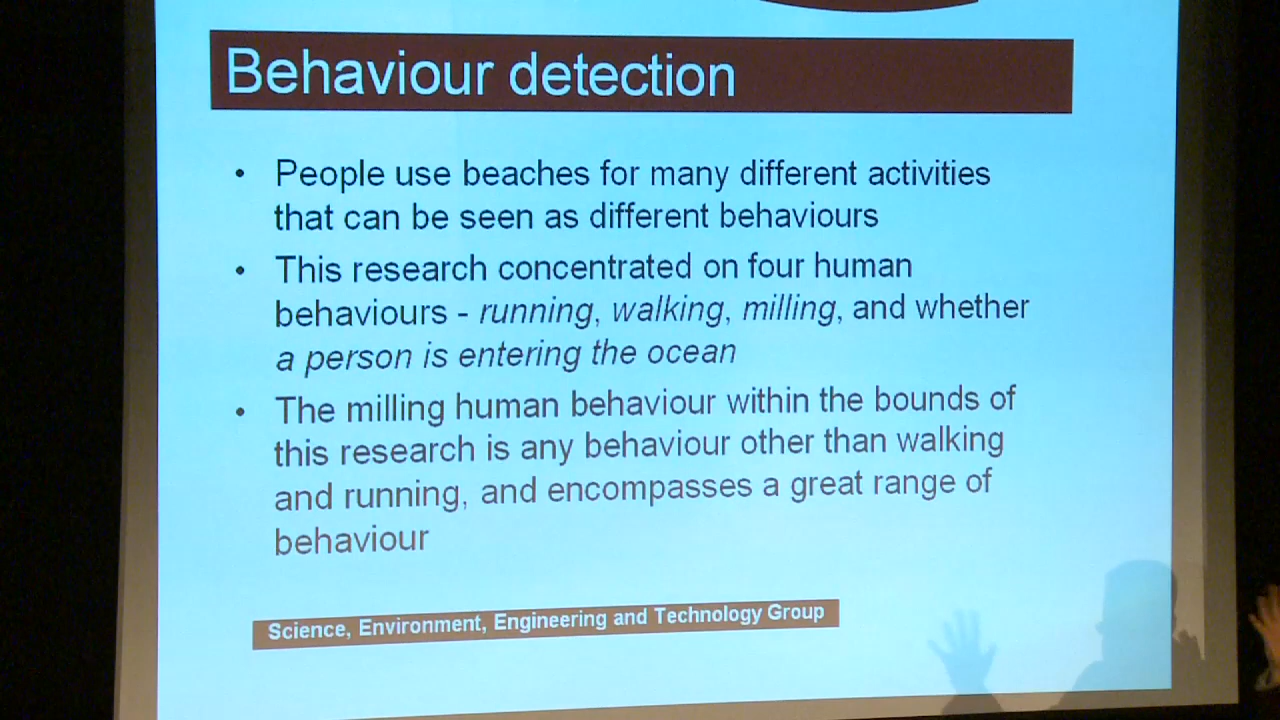 Behaviour detection
• People use beaches for many different activities
that can be seen as different behaviours
• This research concentrated on four human
behaviours - running, walking, milling, and whether
a person is entering the ocean
• The milling human behaviour within the bounds of
this research is any behaviour other than walking
and running, and encompasses a great range of
behaviour
Science, Environment, Engineering and Technology Group